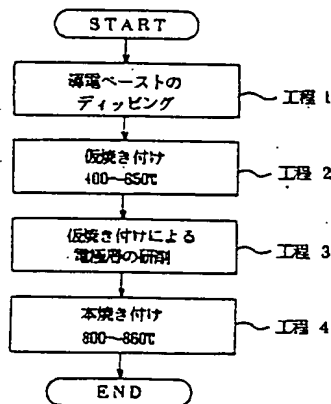 START
導電ペーストの
ディッピング
工程 1
仮焼き付け
400〜650℃
工程 2
仮焼き付けによる
電極層の研削
工程 3
本焼き付け
800〜860℃
工程 4
END